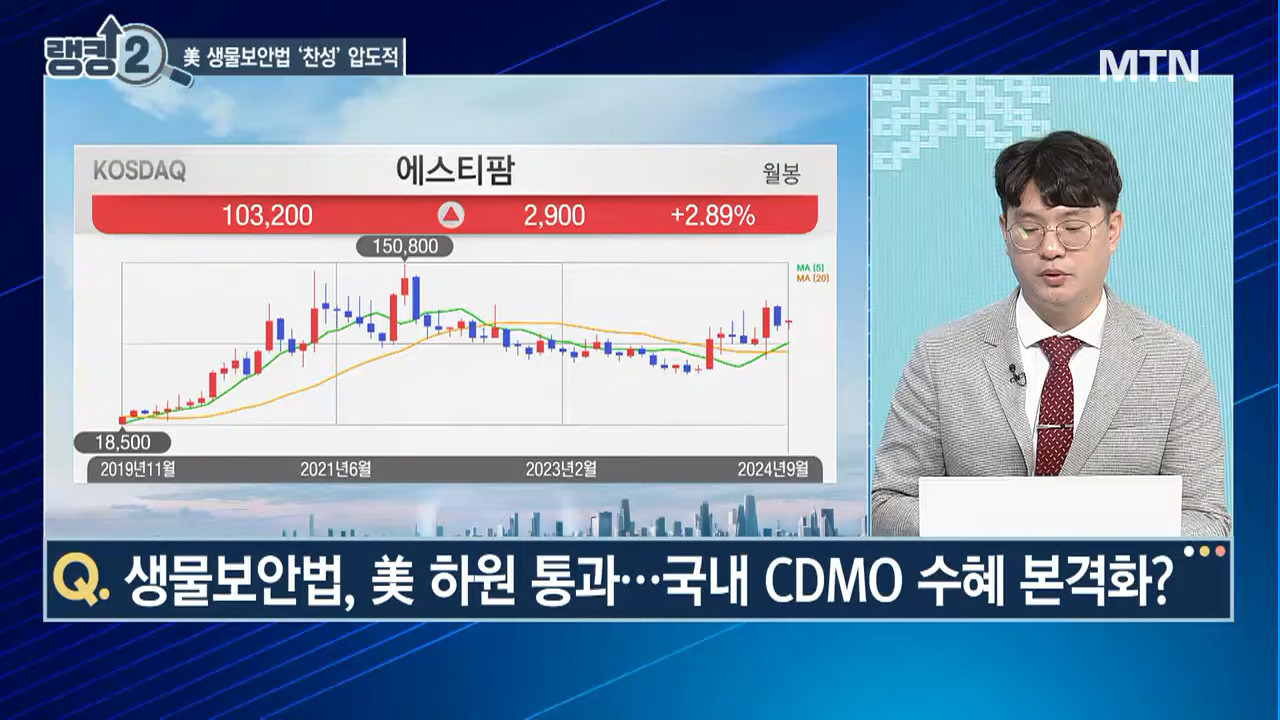 랭킹 2
美 생물보안법 ‘찬성’ 압도적
MTN
KOSDAQ
에스티팜
월봉
103,200 2,900 +2.89%
150,800
MA [5]
MA [20]
18,500
2019년11월 2021년6월 2023년2월 2024년9월
Q. 생물보안법, 美 하원 통과…국내 CDMO 수혜 본격화?